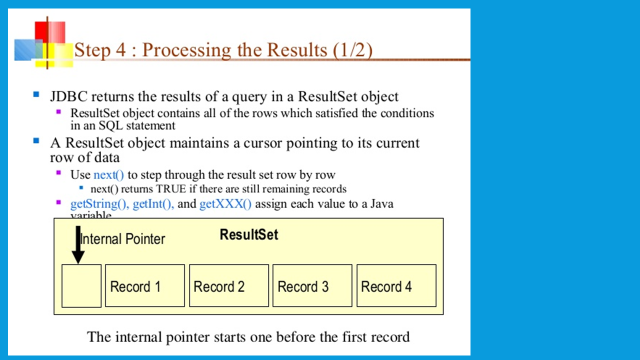 Step 4 : Processing the Results (1/2)
JDBC returns the results of a query in a ResultSet object
ResultSet object contains all of the rows which satisfied the conditions
in an SQL statement
A ResultSet object maintains a cursor pointing to its current
row of data
Use next() to step through the result set row by row
next() returns TRUE if there are still remaining records
getString(), getInt(), and getXXX() assign each value to a Java
variable
Internal Pointer
ResultSet
Record 1 Record 2 Record 3 Record 4
The internal pointer starts one before the first record